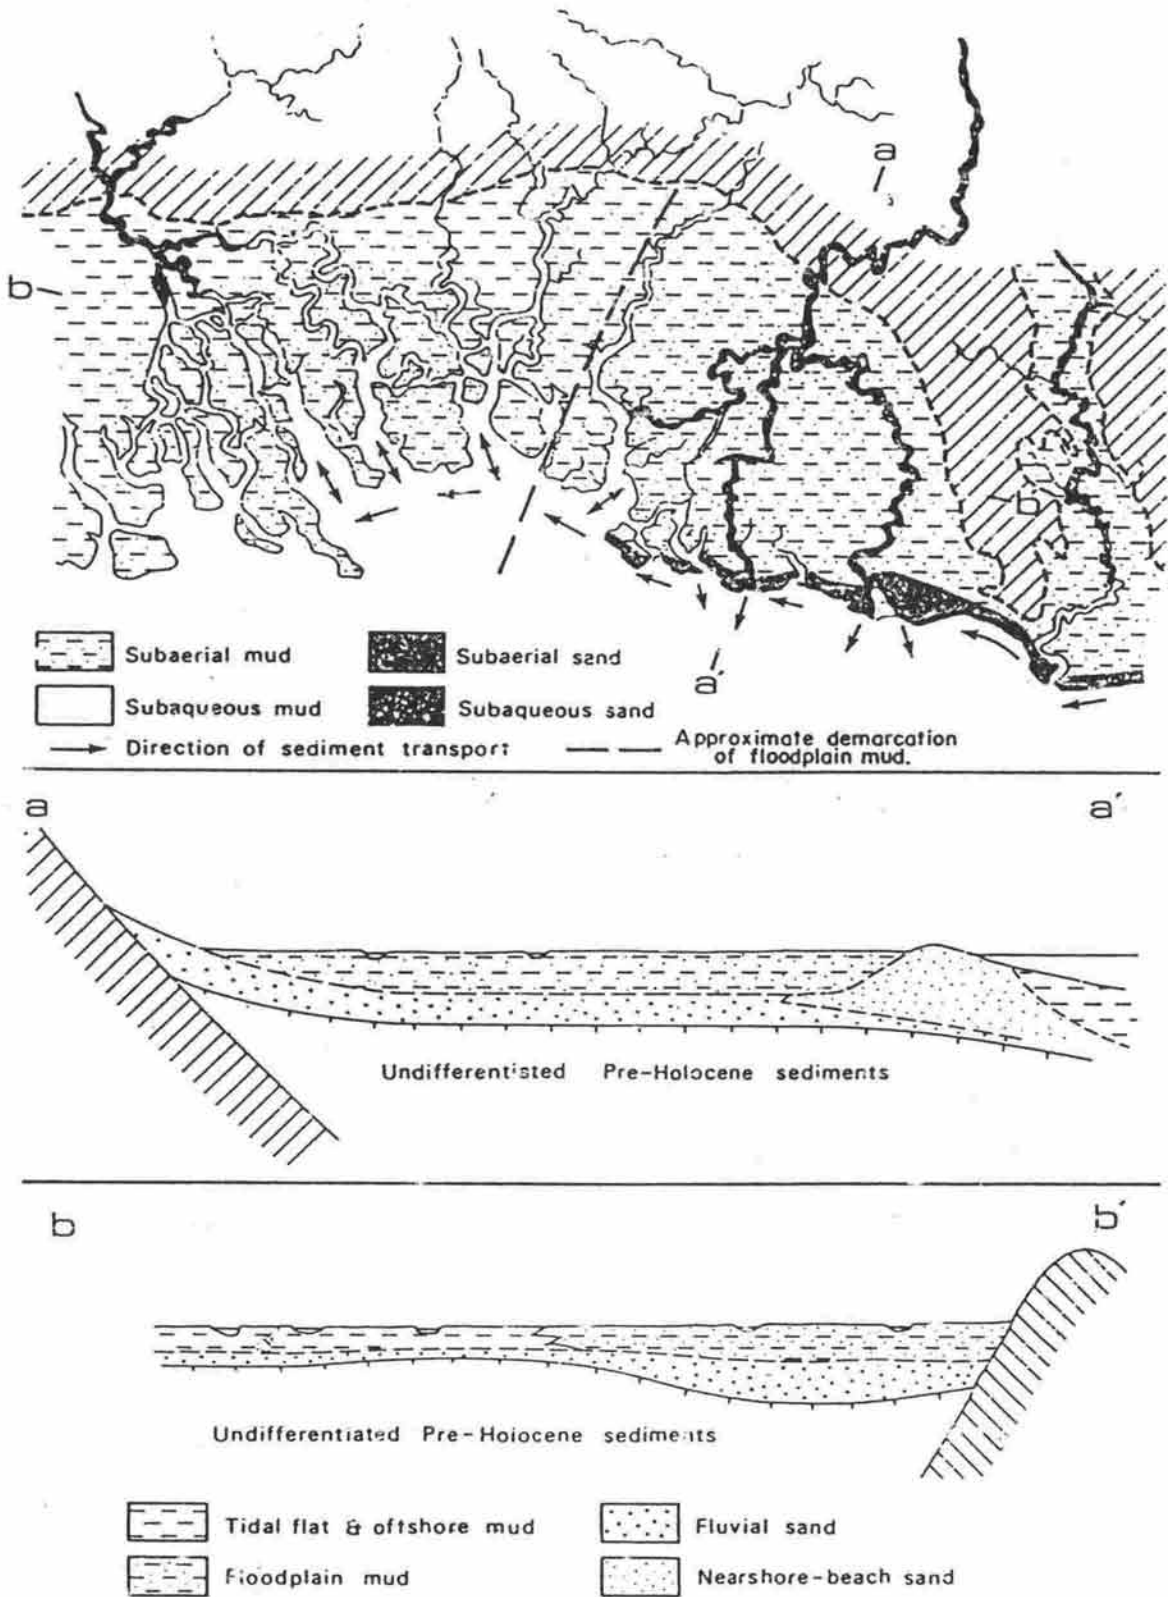 a
b
b
a'
Subaerial mud
Subaerial sand
Subaqueous mud
Subaqueous sand
Direction of sediment transport
Approximate demarcation
of floodplain mud.
a
a'
Undifferentisted Pre-Holocene sediments
b
b'
Undifferentiated Pre-Holocene sediments
Tidal flat & offshore mud
Fluvial sand
Floodplain mud
Nearshore-beach sand